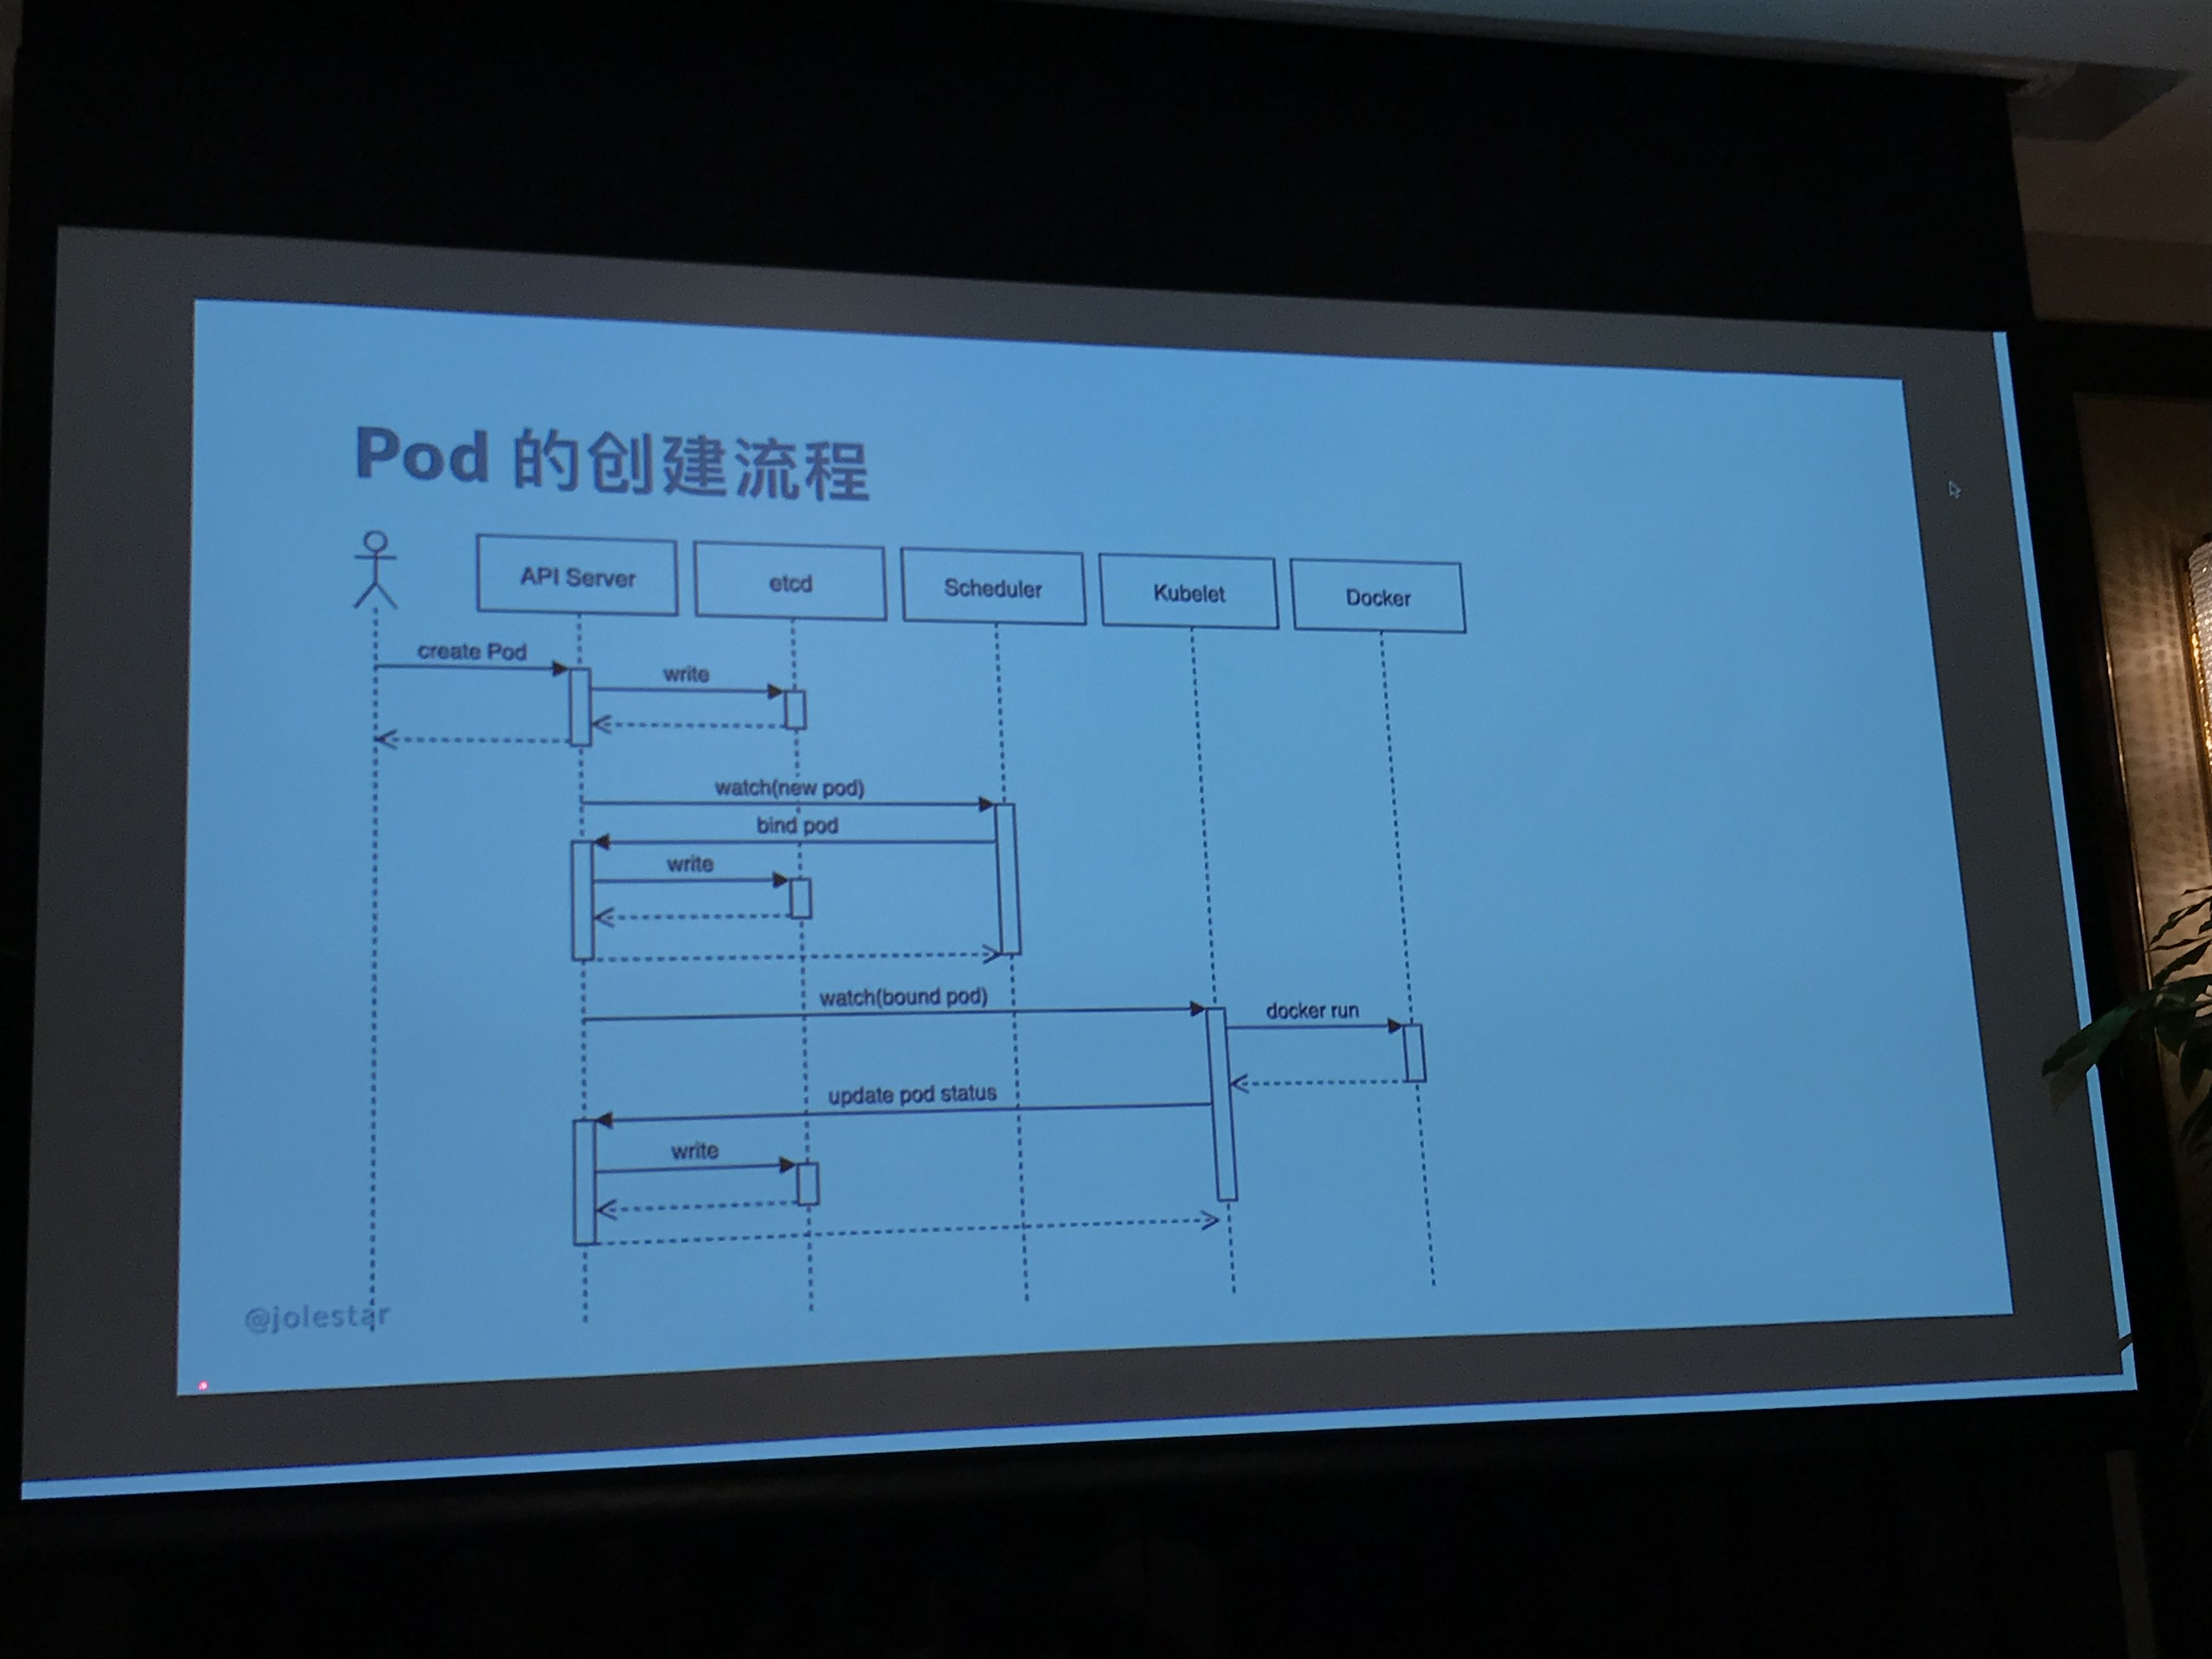 Pod 的创建流程
API Server
etcd
Scheduler
Kubelet
Docker
create Pod
write
watch(new pod)
bind pod
write
watch(bound pod)
docker run
update pod status
write
@jolestar